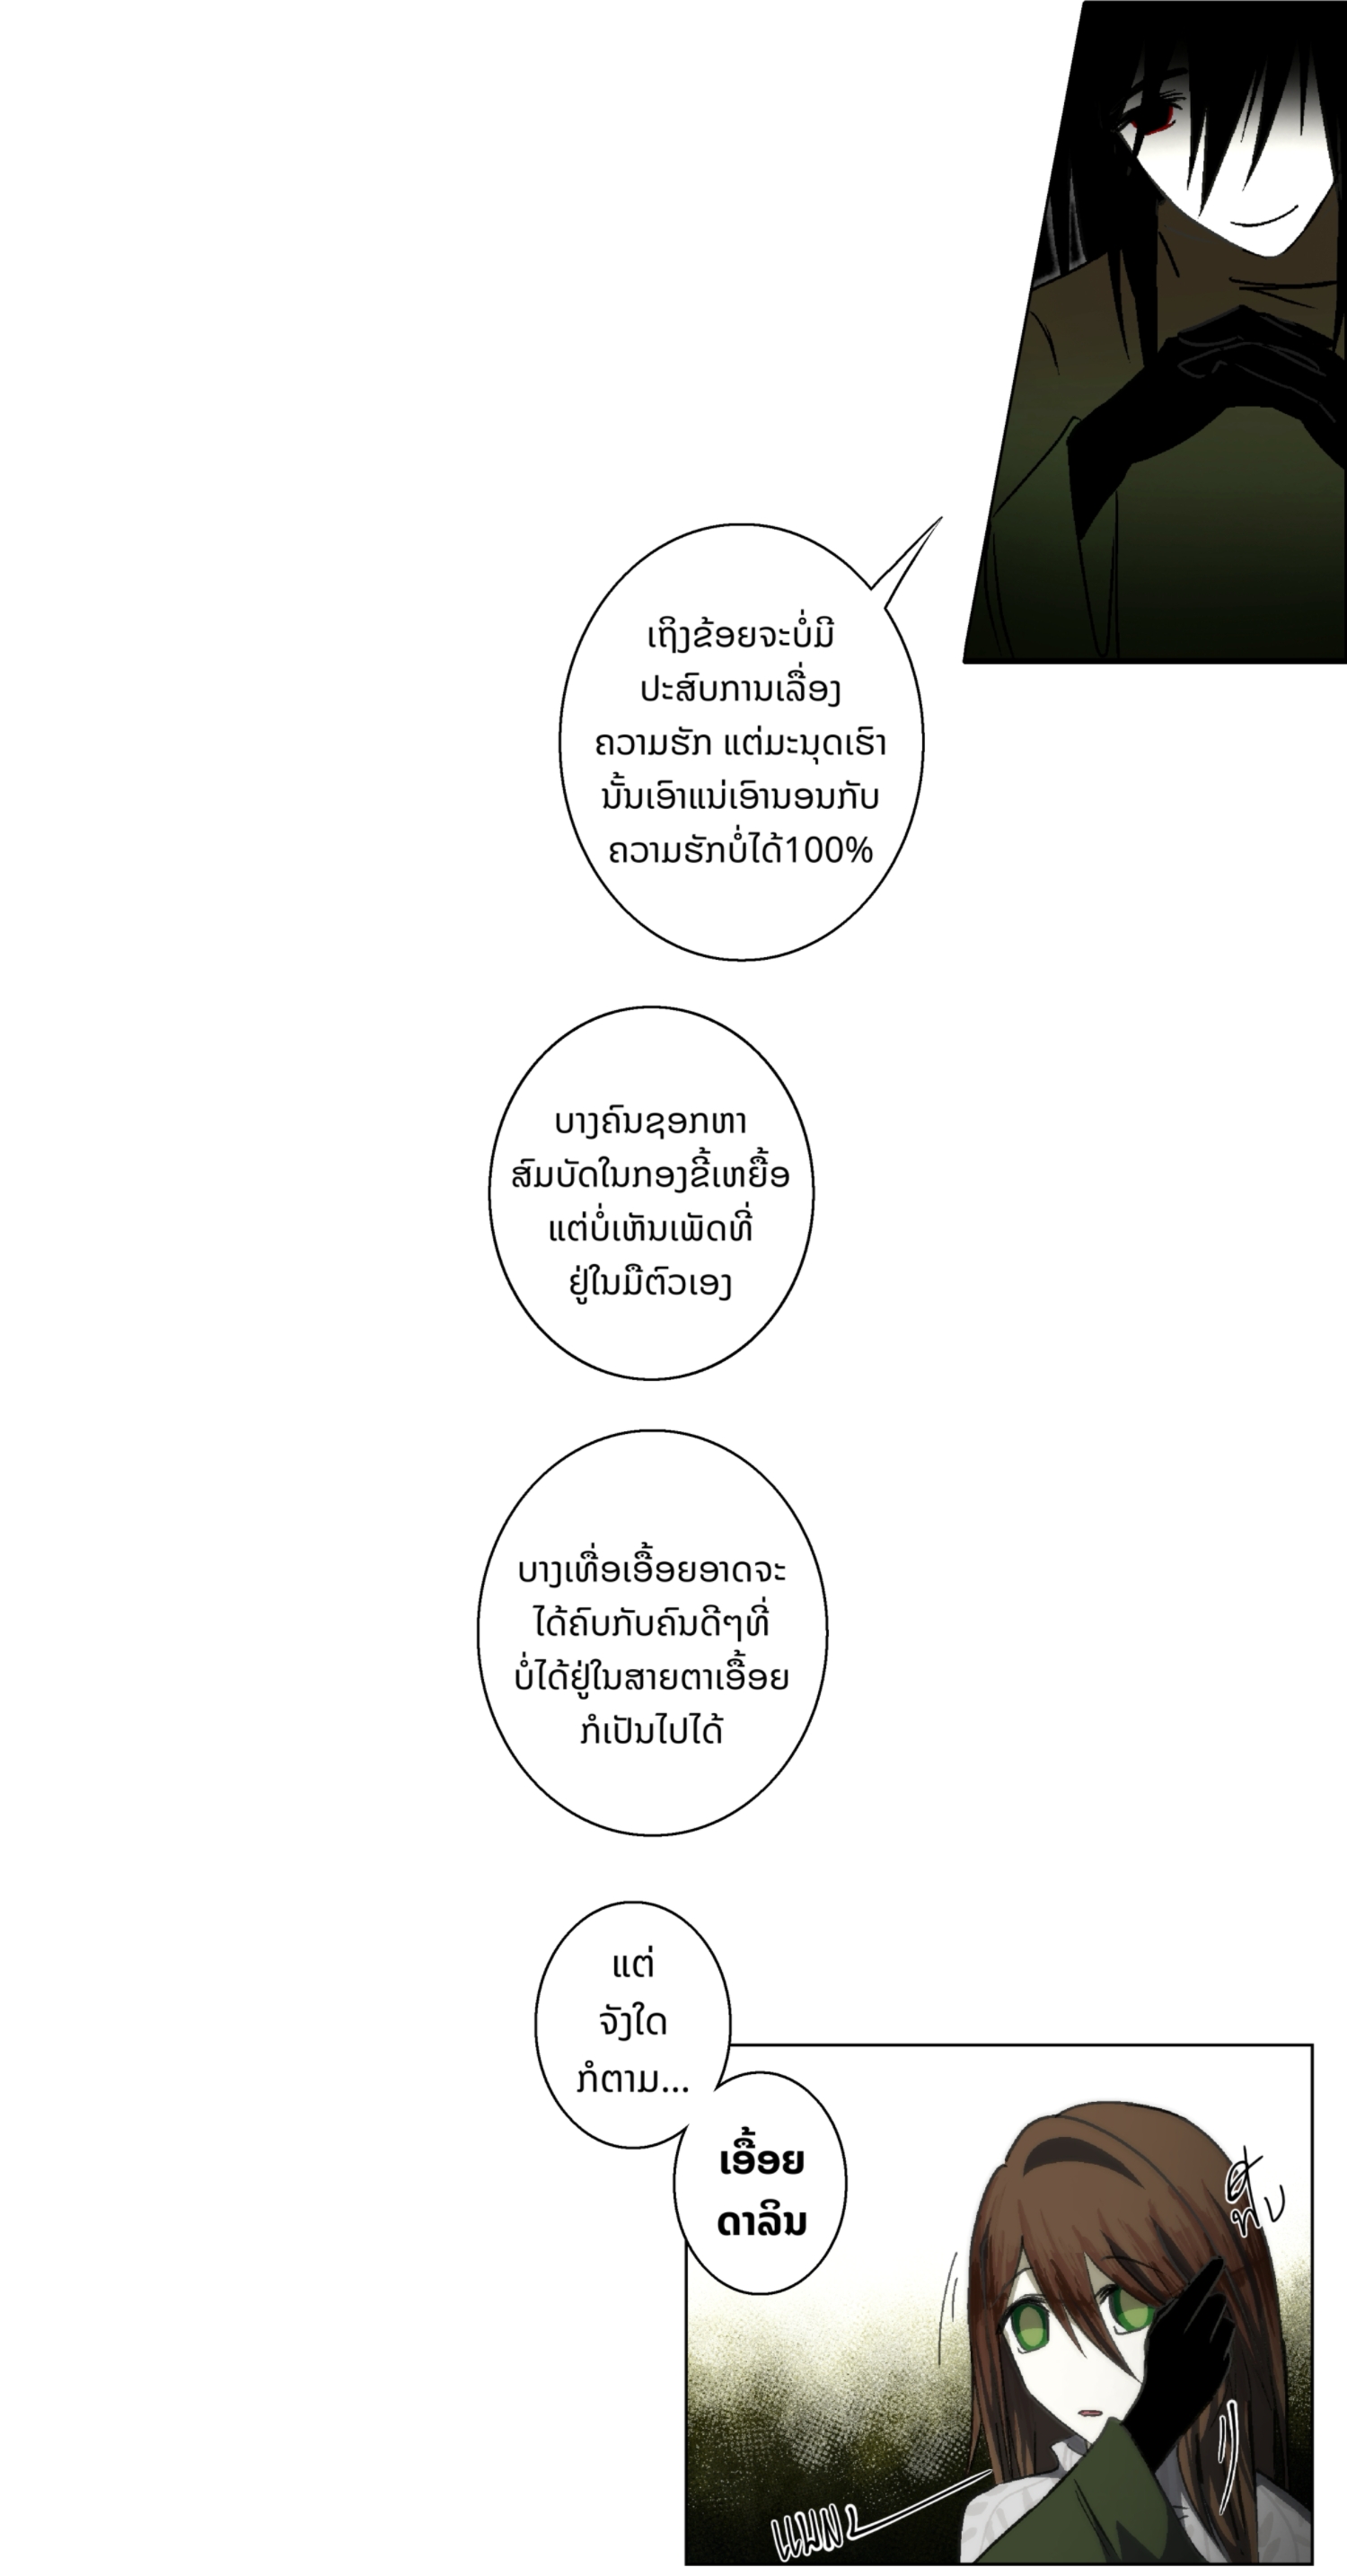 ເຖິງຂ້ອຍຈະບໍ່ມີ
ປະສົບການເລື່ອງ
ຄວາມຮັກ ແຕ່ມະນຸດເຮົາ
ນັ້ນເອົາແນ່ເອົານອນກັບ
ຄວາມຮັກບໍ່ໄດ້100%
ບາງຄົນຊອກຫາ
ສົມບັດໃນກອງຂີ້ເຫຍື້ອ
ແຕ່ບໍ່ເຫັນເພັດທີ່
ຢູ່ໃນມືຕົວເອງ
ບາງເທື່ອເອື້ອຍອາດຈະ
ໄດ້ຄົບກັບຄົນດີໆທີ່
ບໍ່ໄດ້ຢູ່ໃນສາຍຕາເອື້ອຍ
ກໍເປັນໄປໄດ້
ແຕ່
ຈັງໃດ
ກໍຕາມ...
ເອື້ອຍ
ດາລິນ